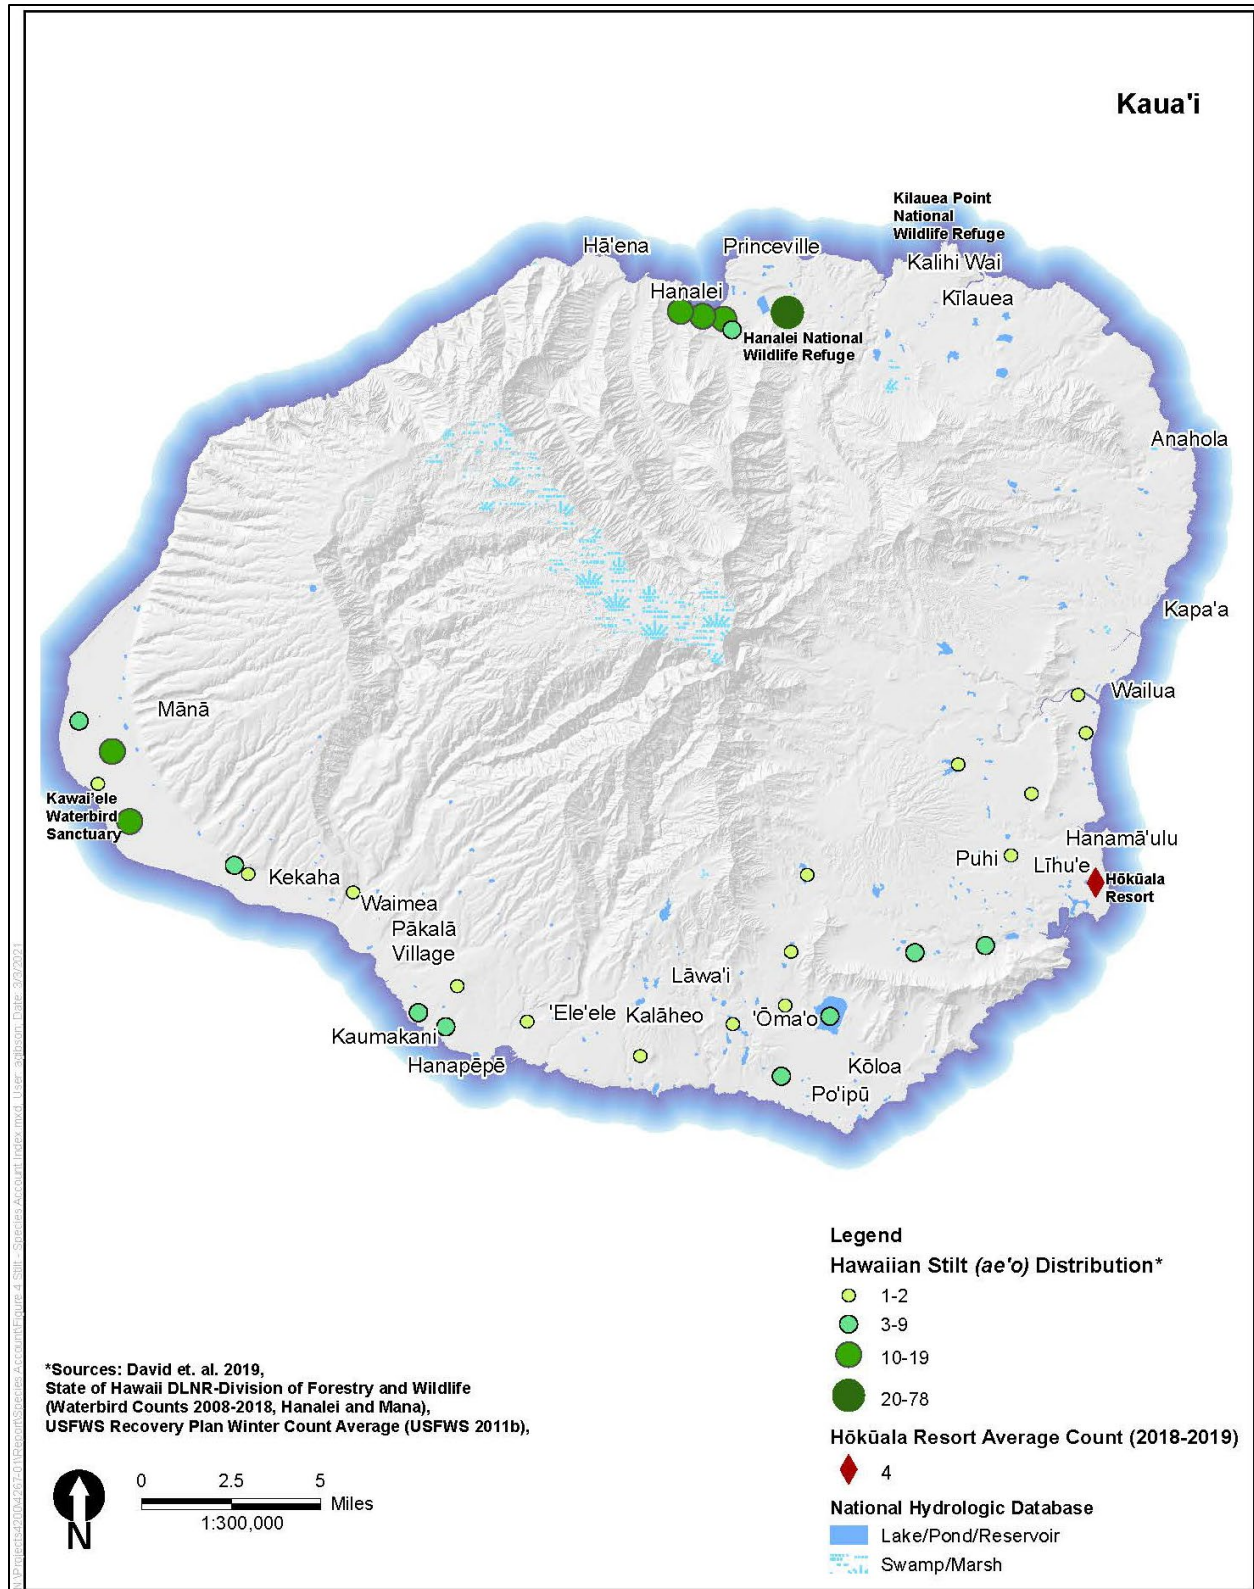 Kaua'i
Kilauea Point
National
Wildlife Refuge
Hā'ena
Princeville
Kalihi Wai
Hanalei
Kīlauea
Hanalei National
Wildlife Refuge
Anahola
Kapa'a
Wailua
Mānā
Kawai'ele
Waterbird
Sanctuary
Hanamā'ulu
Puhi
Līhu'e
Hōkūala
Resort
Kekaha
Waimea
Pākalā
Village
Lāwa'i
'Ele'ele
Kalāheo
'Ōma'o
Kaumakani
Hanapēpē
Kōloa
Po'ipū
Legend
Hawaiian Stilt (ae'o) Distribution*
1-2
3-9
10-19
20-78
Hōkūala Resort Average Count (2018-2019)
4
National Hydrologic Database
Lake/Pond/Reservoir
Swamp/Marsh
*Sources: David et. al. 2019,
State of Hawaii DLNR-Division of Forestry and Wildlife
(Waterbird Counts 2008-2018, Hanalei and Mana),
USFWS Recovery Plan Winter Count Average (USFWS 2011b),
0 2.5 5
Miles
1:300,000
N
Date: 3/3/2021